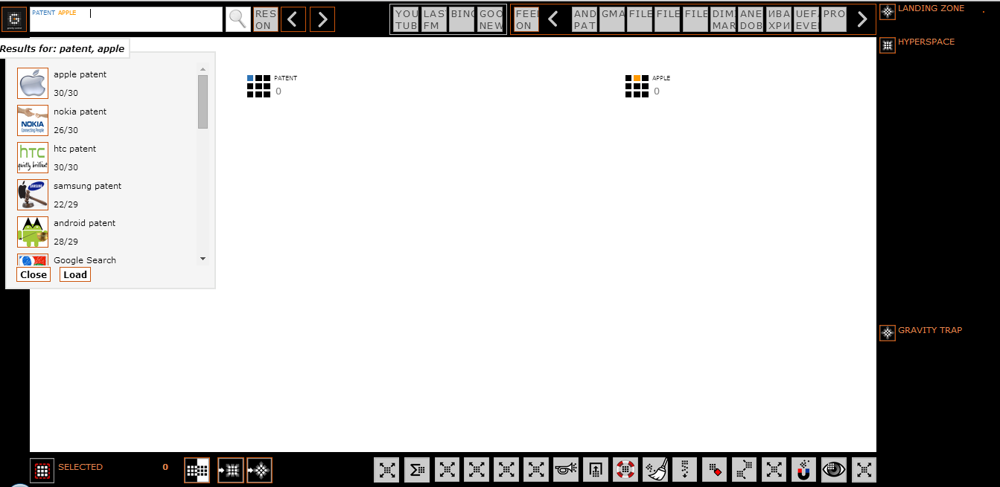 PATENT APPLE
RES
ON
YOU
TUB
LAS
FM
BING
GOO
NEW
FEE
ON
AND
PAT
GMA
FILE
FILE
FILE
DIMI
MAR
ANE
DOB
ИВА
ХРИ
UEF
EVE
PRO
LANDING ZONE
HYPERSPACE
Results for: patent, apple
apple patent
30/30
NOKIA
Connecting People
nokia patent
26/30
htc
quietly brilliant
htc patent
30/30
SAMSUNG
samsung patent
22/29
android patent
28/29
Google Search
Close Load
PATENT
0
APPLE
0
GRAVITY TRAP
SELECTED 0